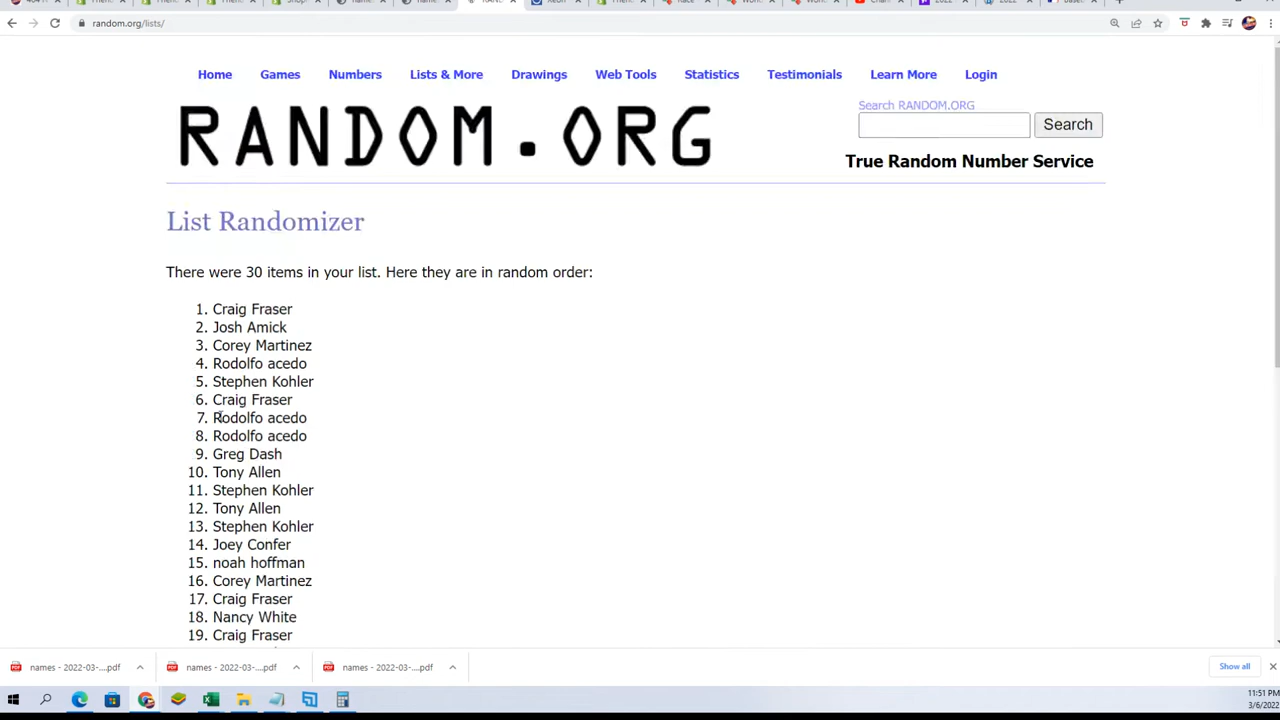 random.org/lists/
Home Games Numbers Lists & More Drawings Web Tools Statistics Testimonials Learn More Login
RANDOM.ORG
Search RANDOM.ORG
Search
True Random Number Service
List Randomizer
There were 30 items in your list. Here they are in random order:
1. Craig Fraser
2. Josh Amick
3. Corey Martinez
4. Rodolfo acedo
5. Stephen Kohler
6. Craig Fraser
7. Rodolfo acedo
8. Rodolfo acedo
9. Greg Dash
10. Tony Allen
11. Stephen Kohler
12. Tony Allen
13. Stephen Kohler
14. Joey Confer
15. noah hoffman
16. Corey Martinez
17. Craig Fraser
18. Nancy White
19. Craig Fraser
names - 2022-03-....pdf names - 2022-03-....pdf names - 2022-03-....pdf Show all
11:51 PM
3/6/2022